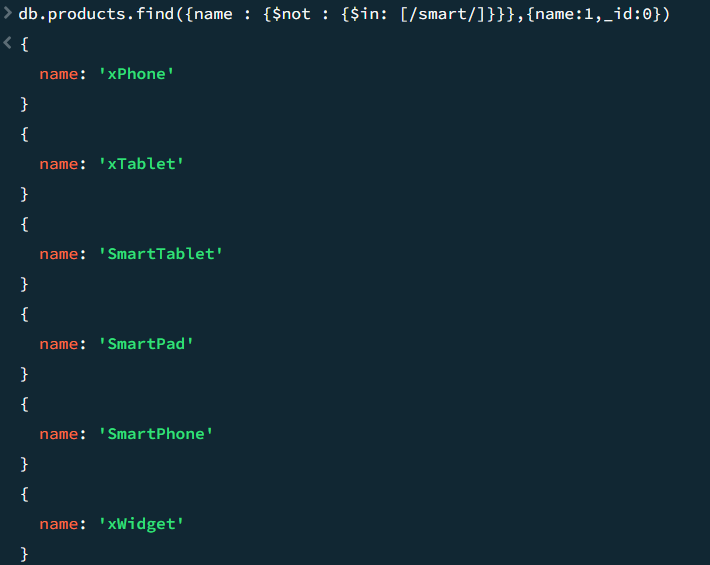 > db.products.find({name : {$not : {$in: [/smart/]}}},{name:1,_id:0})
< {
name: 'xPhone'
}
{
name: 'xTablet'
}
{
name: 'SmartTablet'
}
{
name: 'SmartPad'
}
{
name: 'SmartPhone'
}
{
name: 'xWidget'
}